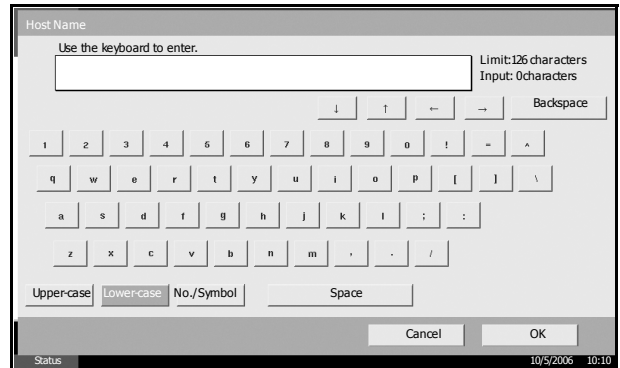 Host Name
Use the keyboard to enter.
Limit:126 characters
Input: 0characters
↓ ↑ ← → Backspace
1 2 3 4 5 6 7 8 9 0 ! = ^
q w e r t y u i o p [ ] \
a s d f g h j k l ; :
z x c v b n m , . /
Upper-case Lower-case No./Symbol Space
Cancel OK
Status 10/5/2006 10:10